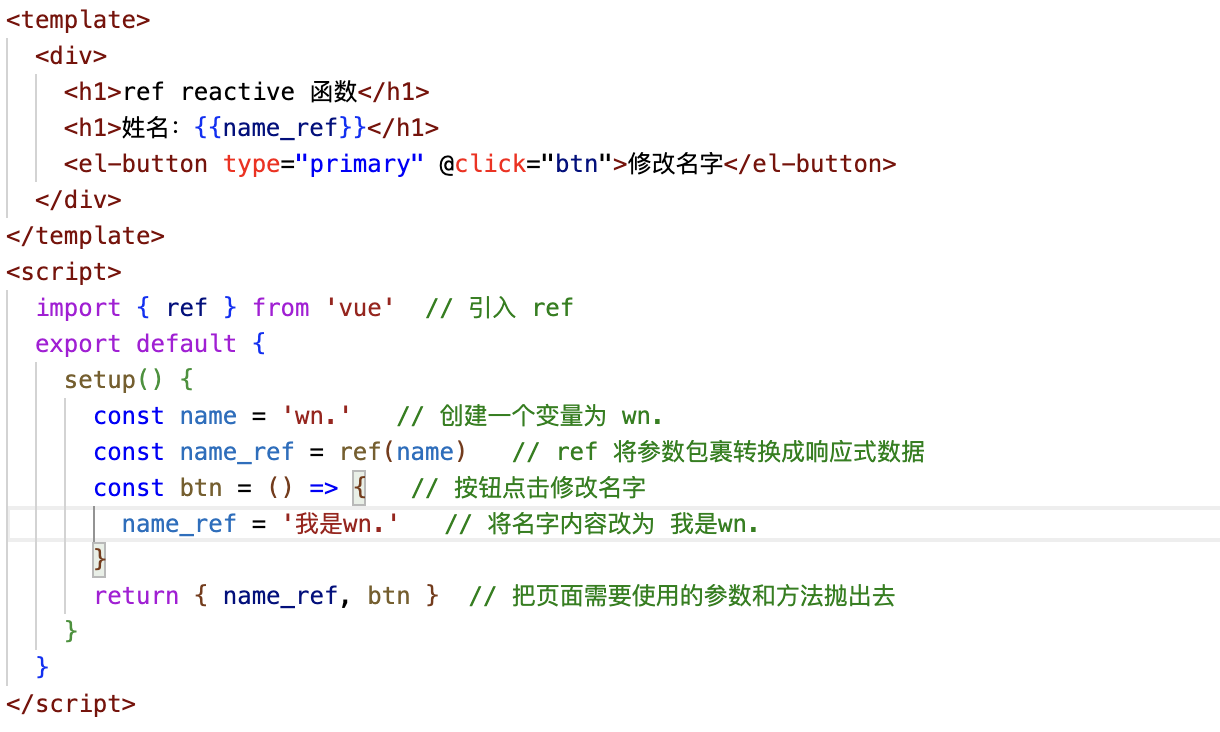 <template>
  <div>
    <h1>ref reactive 函数</h1>
    <h1>姓名：{{name_ref}}</h1>
    <el-button type="primary" @click="btn">修改名字</el-button>
  </div>
</template>
<script>
  import { ref } from 'vue'  // 引入 ref
  export default {
    setup() {
      const name = 'wn.'   // 创建一个变量为 wn.
      const name_ref = ref(name)   // ref 将参数包裹转换成响应式数据
      const btn = () => {   // 按钮点击修改名字
        name_ref = '我是wn.'   // 将名字内容改为 我是wn.
      }
      return { name_ref, btn }  // 把页面需要使用的参数和方法抛出去
    }
  }
</script>